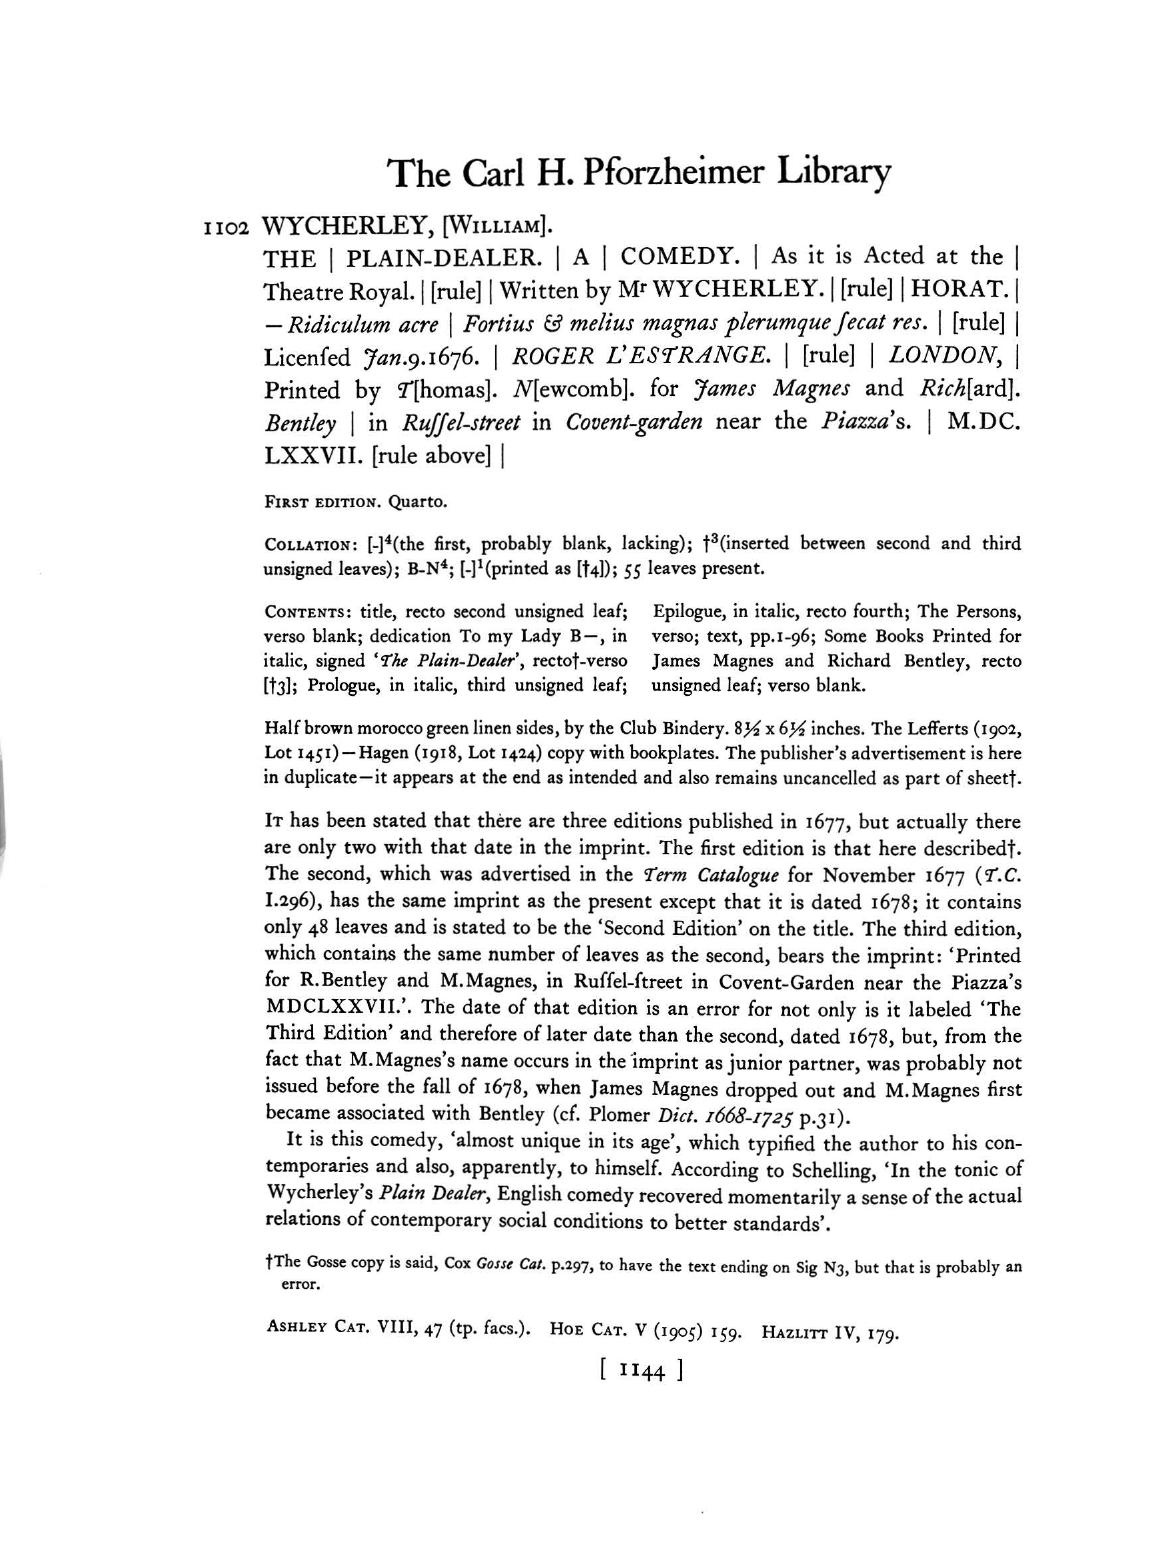 The Carl H. Pforzheimer Library
1102 WYCHERLEY, [WILLIAM].
THE | PLAIN-DEALER. | A | COMEDY. | As it is Acted at the |
Theatre Royal. | [rule] | Written by Mr WYCHERLEY. | [rule] | HORAT. |
—Ridiculum acre | Fortius & melius magnas plerumque ſecat res. | [rule] |
Licenſed Jan.9.1676. | ROGER L'ESTRANGE. | [rule] | LONDON, |
Printed by T[homas]. N[ewcomb]. for James Magnes and Rich[ard].
Bentley | in Ruſſel-street in Covent-garden near the Piazza's. | M.DC.
LXXVII. [rule above] |
FIRST EDITION. Quarto.
COLLATION: [-]⁴(the first, probably blank, lacking); †³(inserted between second and third
unsigned leaves); B-N⁴; [-]¹(printed as [†4]); 55 leaves present.
CONTENTS: title, recto second unsigned leaf;
verso blank; dedication To my Lady B—, in
italic, signed 'The Plain-Dealer', recto†-verso
[†3]; Prologue, in italic, third unsigned leaf;
Epilogue, in italic, recto fourth; The Persons,
verso; text, pp.1-96; Some Books Printed for
James Magnes and Richard Bentley, recto
unsigned leaf; verso blank.
Half brown morocco green linen sides, by the Club Bindery. 8½ x 6½ inches. The Lefferts (1902,
Lot 1451)—Hagen (1918, Lot 1424) copy with bookplates. The publisher's advertisement is here
in duplicate—it appears at the end as intended and also remains uncancelled as part of sheet†.
IT has been stated that there are three editions published in 1677, but actually there
are only two with that date in the imprint. The first edition is that here described†.
The second, which was advertised in the Term Catalogue for November 1677 (T.C.
I.296), has the same imprint as the present except that it is dated 1678; it contains
only 48 leaves and is stated to be the 'Second Edition' on the title. The third edition,
which contains the same number of leaves as the second, bears the imprint: 'Printed
for R.Bentley and M.Magnes, in Ruſſel-ſtreet in Covent-Garden near the Piazza's
MDCLXXVII.'. The date of that edition is an error for not only is it labeled 'The
Third Edition' and therefore of later date than the second, dated 1678, but, from the
fact that M.Magnes's name occurs in the imprint as junior partner, was probably not
issued before the fall of 1678, when James Magnes dropped out and M.Magnes first
became associated with Bentley (cf. Plomer Dict. 1668-1725 p.31).
It is this comedy, 'almost unique in its age', which typified the author to his con-
temporaries and also, apparently, to himself. According to Schelling, 'In the tonic of
Wycherley's Plain Dealer, English comedy recovered momentarily a sense of the actual
relations of contemporary social conditions to better standards'.
†The Gosse copy is said, Cox Gosse Cat. p.297, to have the text ending on Sig N3, but that is probably an
error.
ASHLEY CAT. VIII, 47 (tp. facs.). HOE CAT. V (1905) 159. HAZLITT IV, 179.
[ 1144 ]